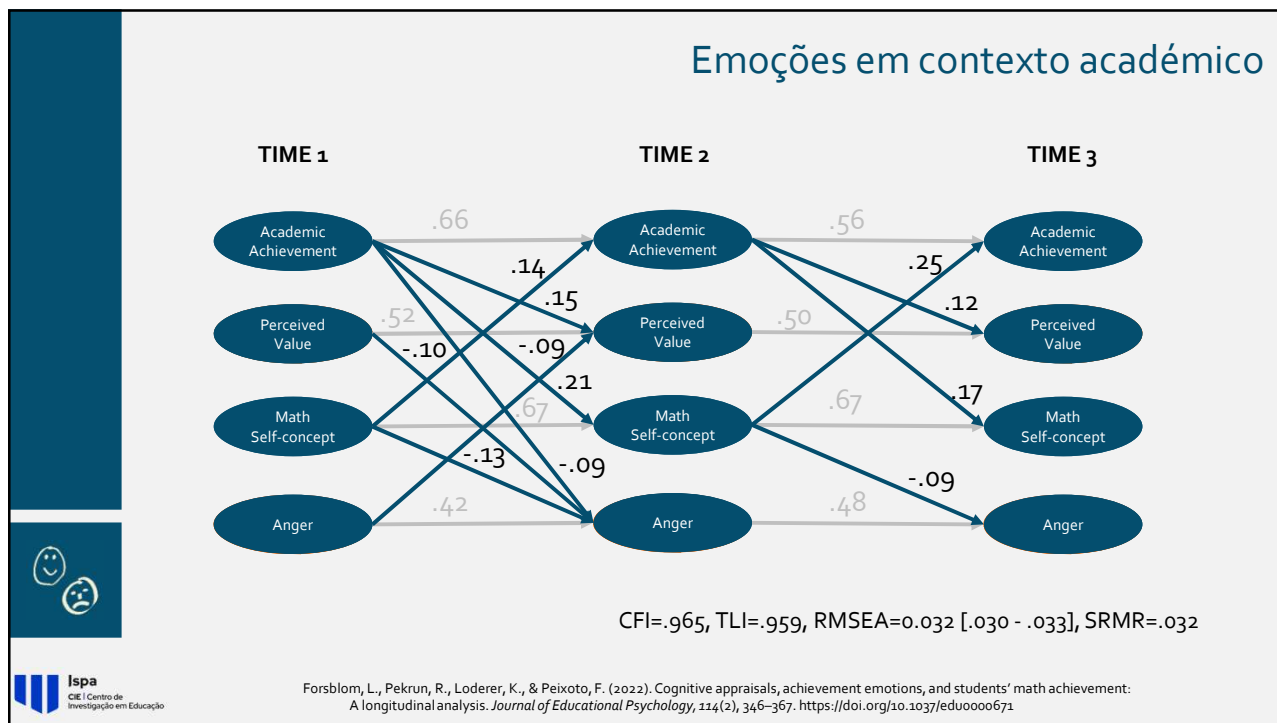 Emoções em contexto académico
TIME 1
TIME 2
TIME 3
Academic
Achievement
.66
Academic
Achievement
.56
Academic
Achievement
.14
.25
.15
.12
Perceived
Value
.52
Perceived
Value
.50
Perceived
Value
-.10
-.09
.21
.17
Math
Self-concept
.67
Math
Self-concept
.67
Math
Self-concept
-.13
-.09
-.09
Anger
.42
Anger
.48
Anger
CFI=.965, TLI=.959, RMSEA=0.032 [.030 - .033], SRMR=.032
Ispa
CIE | Centro de
Investigação em Educação
Forsblom, L., Pekrun, R., Loderer, K., & Peixoto, F. (2022). Cognitive appraisals, achievement emotions, and students’ math achievement:
A longitudinal analysis. Journal of Educational Psychology, 114(2), 346–367. https://doi.org/10.1037/edu0000671